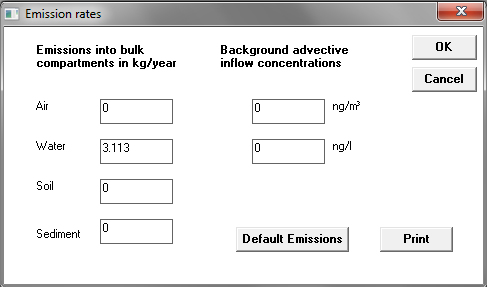 Emission rates
Emissions into bulk
compartments in kg/year
Background advective
inflow concentrations
OK
Cancel
Air 0 0 ng/m³
Water 3.113 0 ng/l
Soil 0
Sediment 0
Default Emissions Print